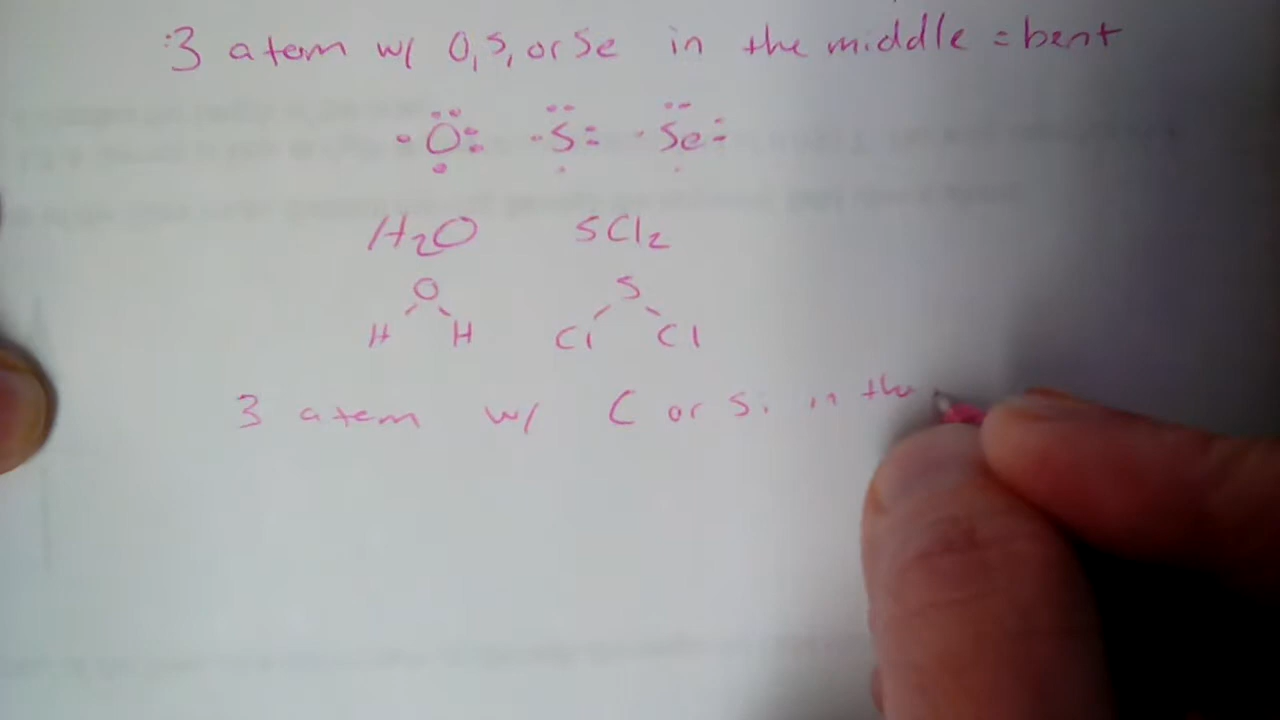 3 atom w/ O, S, or Se in the middle = bent
O S Se
H2O SCl2
O S
H H Cl Cl
3 atom w/ C or Si in the